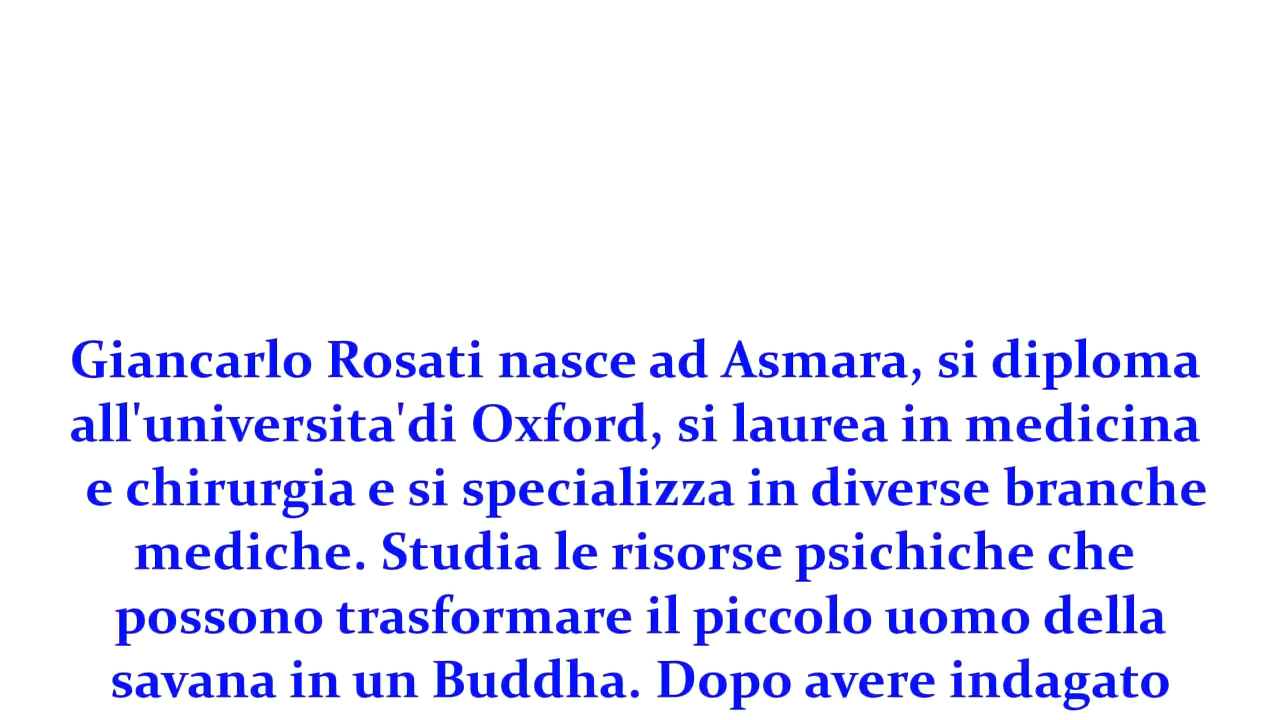 Giancarlo Rosati nasce ad Asmara, si diploma
all'universita'di Oxford, si laurea in medicina
e chirurgia e si specializza in diverse branche
mediche. Studia le risorse psichiche che
possono trasformare il piccolo uomo della
savana in un Buddha. Dopo avere indagato